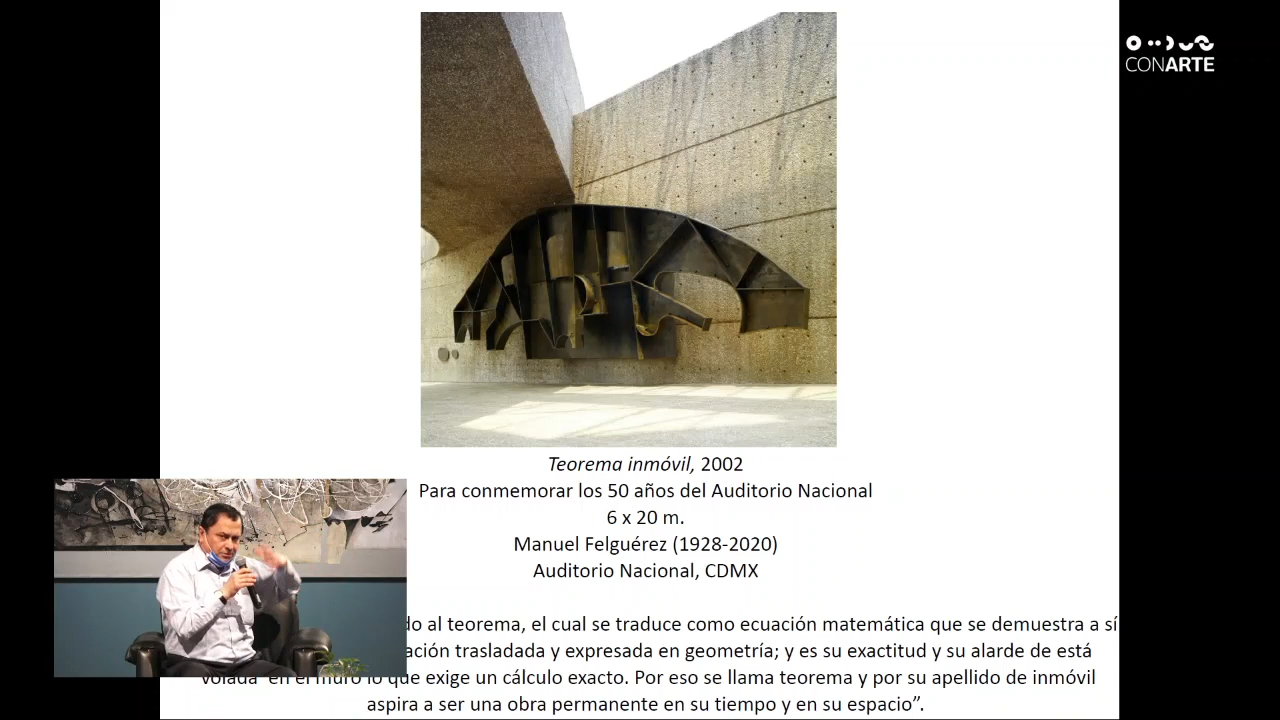 CONARTE
Teorema inmóvil, 2002
Para conmemorar los 50 años del Auditorio Nacional
6 x 20 m.
Manuel Felguérez (1928-2020)
Auditorio Nacional, CDMX
al teorema, el cual se traduce como ecuación matemática que se demuestra a sí
trasladada y expresada en geometría; y es su exactitud y su alarde de está
en el muro lo que exige un cálculo exacto. Por eso se llama teorema y por su apellido de inmóvil
aspira a ser una obra permanente en su tiempo y en su espacio”.